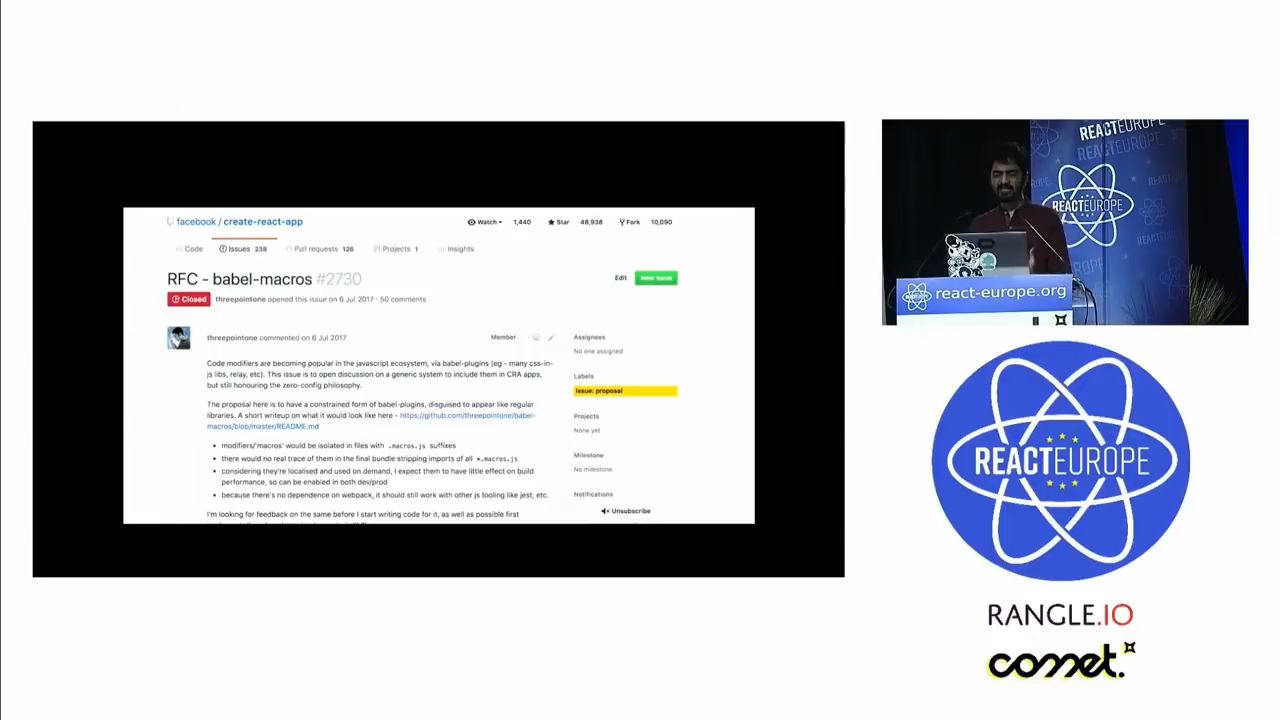 facebook / create-react-app
Watch 1,440 Star 48,938 Fork 10,090
Code Issues 238 Pull requests 126 Projects 1 Insights
RFC - babel-macros #2730
Edit New issue
Closed threepointone opened this issue on 6 Jul 2017 · 50 comments
threepointone commented on 6 Jul 2017 Member
Code modifiers are becoming popular in the javascript ecosystem, via babel-plugins (eg - many css-in-
js libs, relay, etc). This issue is to open discussion on a generic system to include them in CRA apps,
but still honouring the zero-config philosophy.
The proposal here is to have a constrained form of babel-plugins, disguised to appear like regular
libraries. A short writeup on what it would look like here - https://github.com/threepointone/babel-
macros/blob/master/README.md
• modifiers/'macros' would be isolated in files with .macros.js suffixes
• there would no real trace of them in the final bundle stripping imports of all *.macros.js
• considering they're localised and used on demand, I expect them to have little effect on build
performance, so can be enabled in both dev/prod
• because there's no dependence on webpack, it should still work with other js tooling like jest, etc.
I'm looking for feedback on the same before I start writing code for it, as well as possible first
Assignees
No one assigned
Labels
issue: proposal
Projects
None yet
Milestone
No milestone
Notifications
Unsubscribe
REACTEUROPE
REACTEUROPE
REACTEUROPE
react-europe.org
REACTEUROPE
RANGLE.IO
comet.